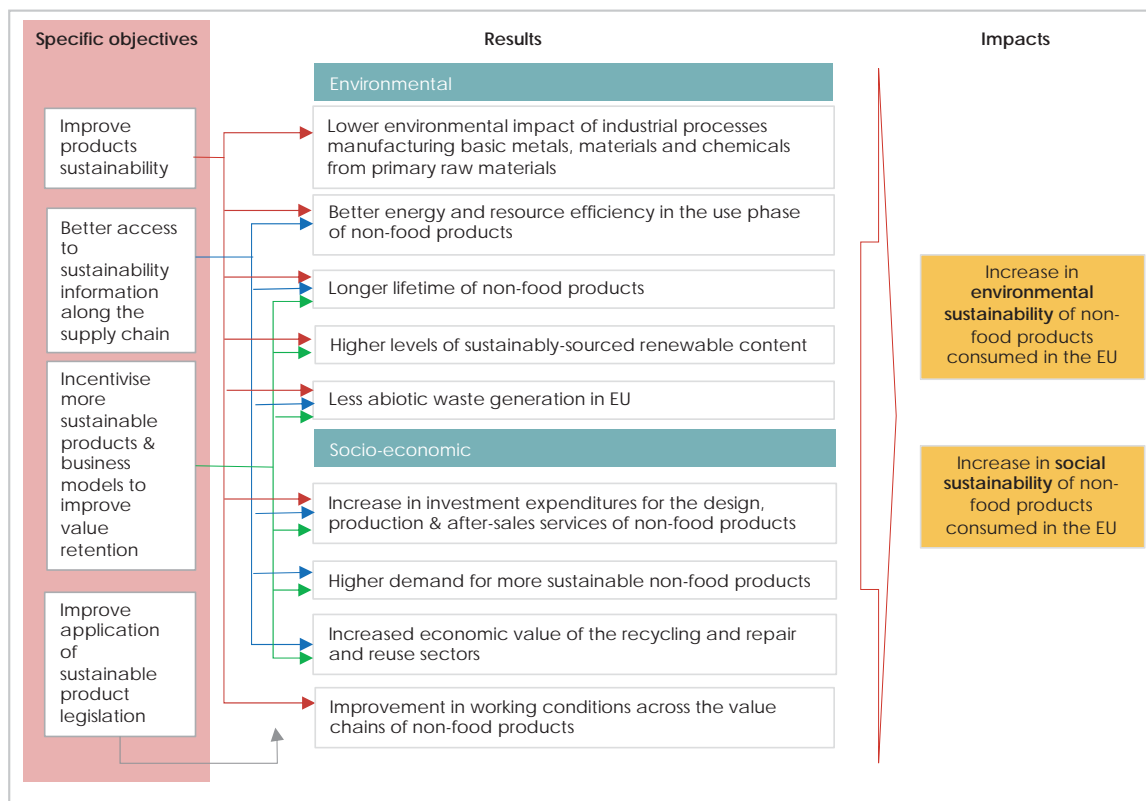 Specific objectives
Results
Impacts
Improve
products
sustainability
Better access
to
sustainability
information
along the
supply chain
Incentivise
more
sustainable
products &
business
models to
improve
value
retention
Improve
application
of
sustainable
product
legislation
Environmental
Lower environmental impact of industrial processes
manufacturing basic metals, materials and chemicals
from primary raw materials
Better energy and resource efficiency in the use phase
of non-food products
Longer lifetime of non-food products
Higher levels of sustainably-sourced renewable content
Less abiotic waste generation in EU
Socio-economic
Increase in investment expenditures for the design,
production & after-sales services of non-food products
Higher demand for more sustainable non-food products
Increased economic value of the recycling and repair
and reuse sectors
Improvement in working conditions across the value
chains of non-food products
Increase in
environmental
sustainability of non-
food products
consumed in the EU
Increase in social
sustainability of non-
food products
consumed in the EU